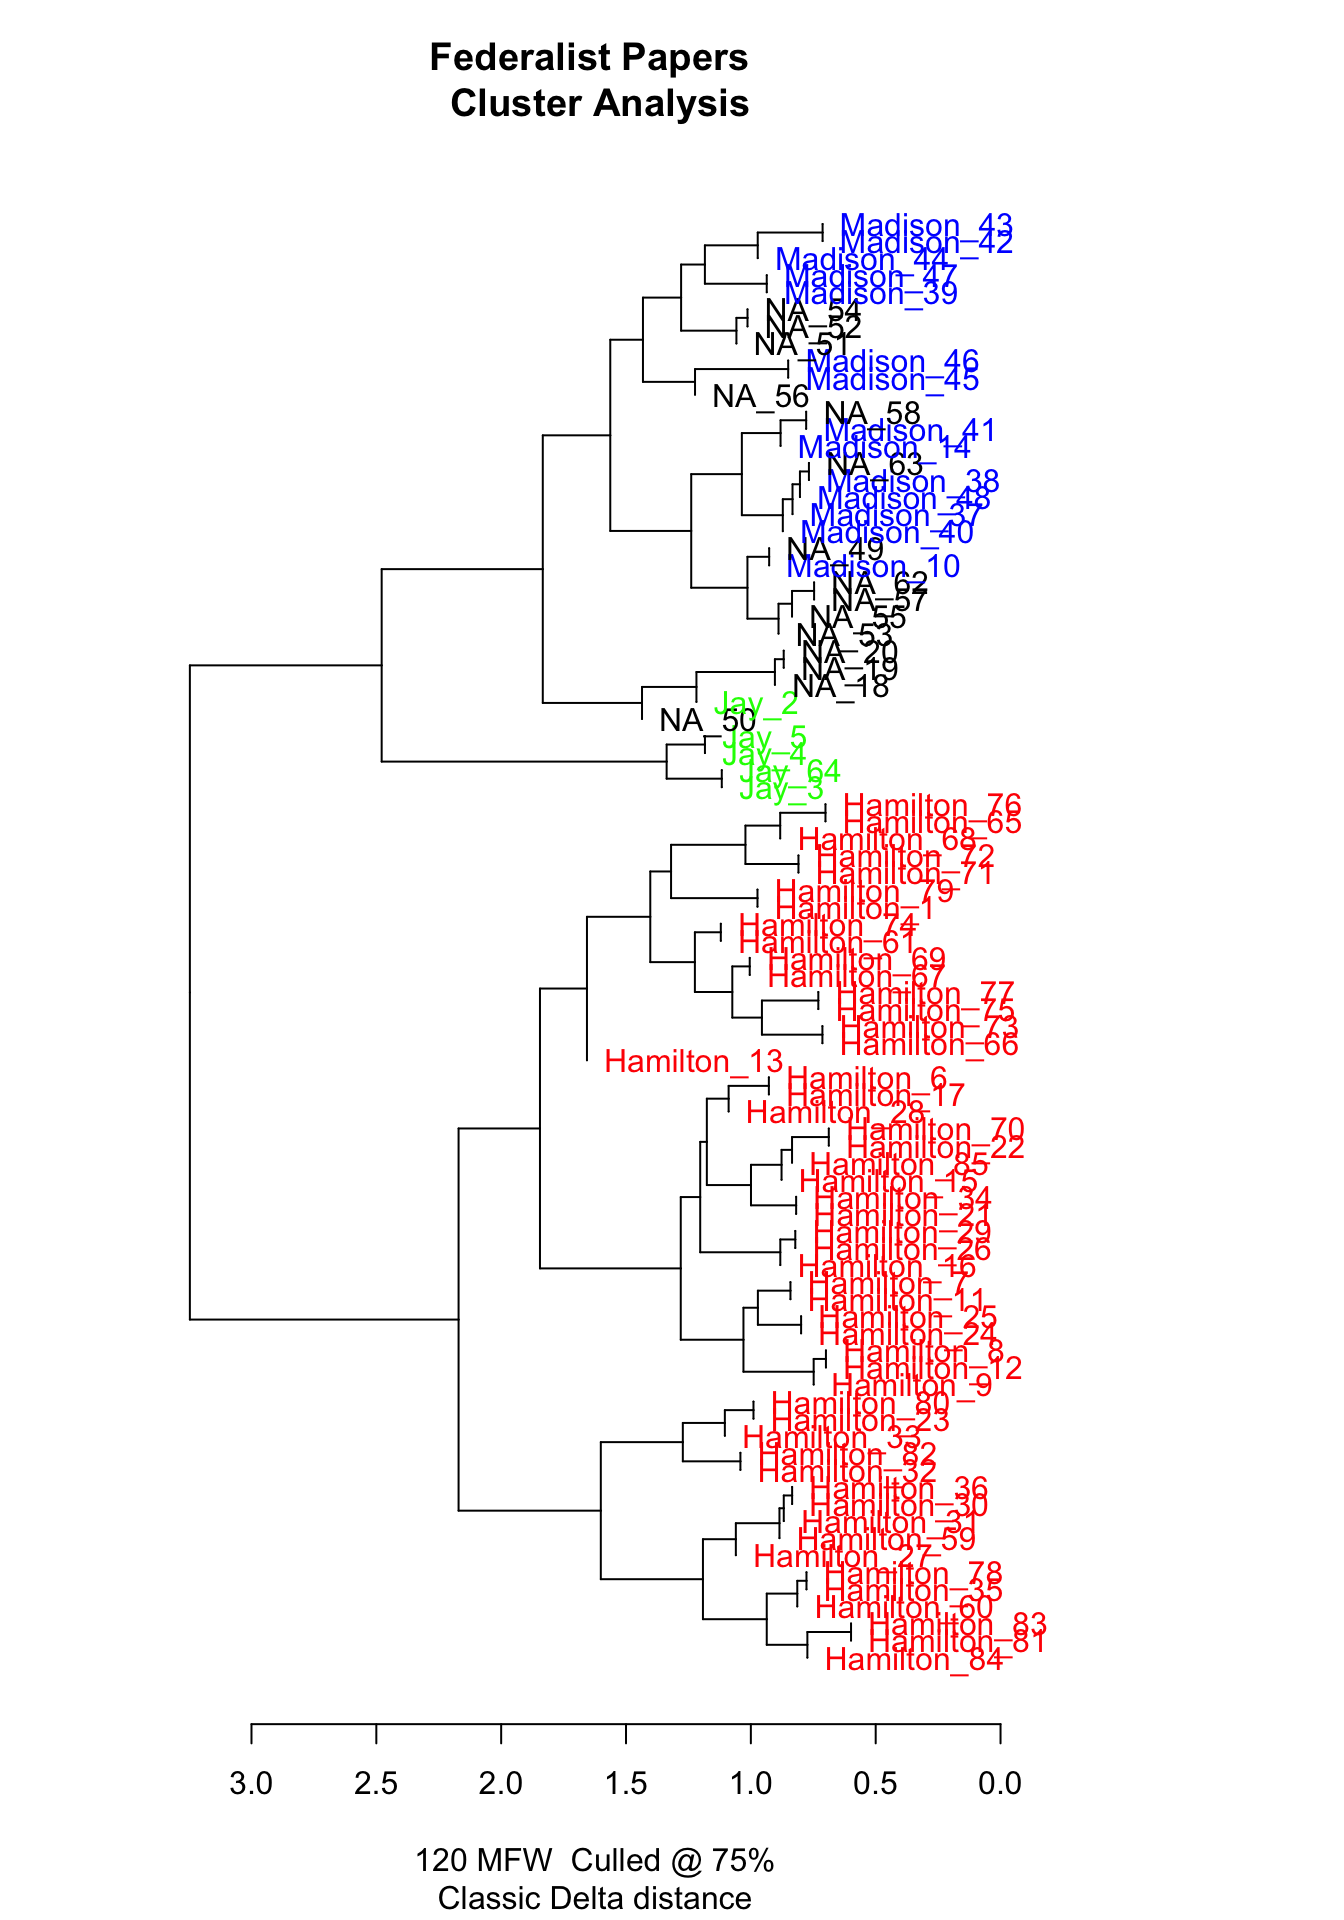 Federalist Papers
Cluster Analysis
Madison_43
Madison_42
Madison_44
Madison_47
Madison_39
NA_54
NA_52
NA_51
Madison_46
Madison_45
NA_56
NA_58
Madison_41
Madison_14
NA_63
Madison_38
Madison_48
Madison_37
Madison_40
NA_49
Madison_10
NA_62
NA_57
NA_55
NA_53
NA_20
NA_19
NA_18
Jay_2
NA_50
Jay_5
Jay_4
Jay_64
Jay_3
Hamilton_76
Hamilton_65
Hamilton_68
Hamilton_72
Hamilton_71
Hamilton_79
Hamilton_1
Hamilton_74
Hamilton_61
Hamilton_69
Hamilton_67
Hamilton_77
Hamilton_75
Hamilton_73
Hamilton_66
Hamilton_13
Hamilton_6
Hamilton_17
Hamilton_28
Hamilton_70
Hamilton_22
Hamilton_85
Hamilton_15
Hamilton_34
Hamilton_21
Hamilton_29
Hamilton_26
Hamilton_16
Hamilton_7
Hamilton_11
Hamilton_25
Hamilton_24
Hamilton_8
Hamilton_12
Hamilton_9
Hamilton_80
Hamilton_23
Hamilton_33
Hamilton_82
Hamilton_32
Hamilton_36
Hamilton_30
Hamilton_31
Hamilton_59
Hamilton_27
Hamilton_78
Hamilton_35
Hamilton_60
Hamilton_83
Hamilton_81
Hamilton_84
3.0 2.5 2.0 1.5 1.0 0.5 0.0
120 MFW  Culled @ 75%
Classic Delta distance